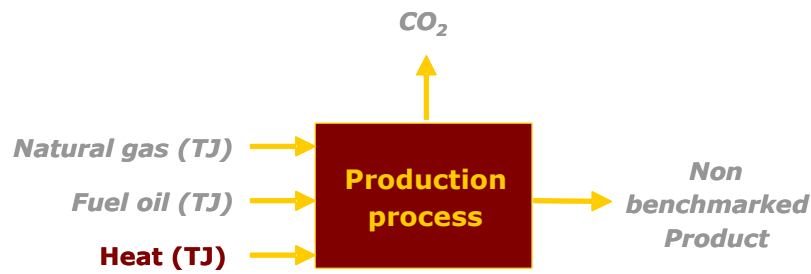 CO₂
Natural gas (TJ)
Fuel oil (TJ)
Heat (TJ)
Production
process
Non
benchmarked
Product